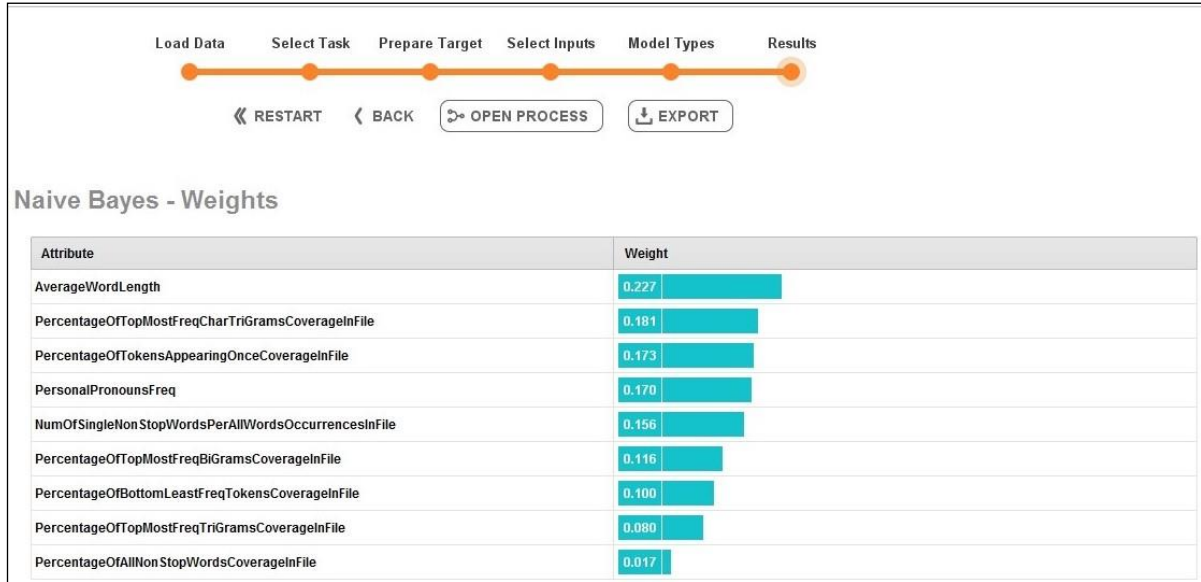 Load Data Select Task Prepare Target Select Inputs Model Types Results
RESTART BACK OPEN PROCESS EXPORT
Naive Bayes - Weights
Attribute Weight
AverageWordLength 0.227
PercentageOfTopMostFreqCharTriGramsCoverageInFile 0.181
PercentageOfTokensAppearingOnceCoverageInFile 0.173
PersonalPronounsFreq 0.170
NumOfSingleNonStopWordsPerAllWordsOccurrencesInFile 0.156
PercentageOfTopMostFreqBiGramsCoverageInFile 0.116
PercentageOfBottomLeastFreqTokensCoverageInFile 0.100
PercentageOfTopMostFreqTriGramsCoverageInFile 0.080
PercentageOfAllNonStopWordsCoverageInFile 0.017